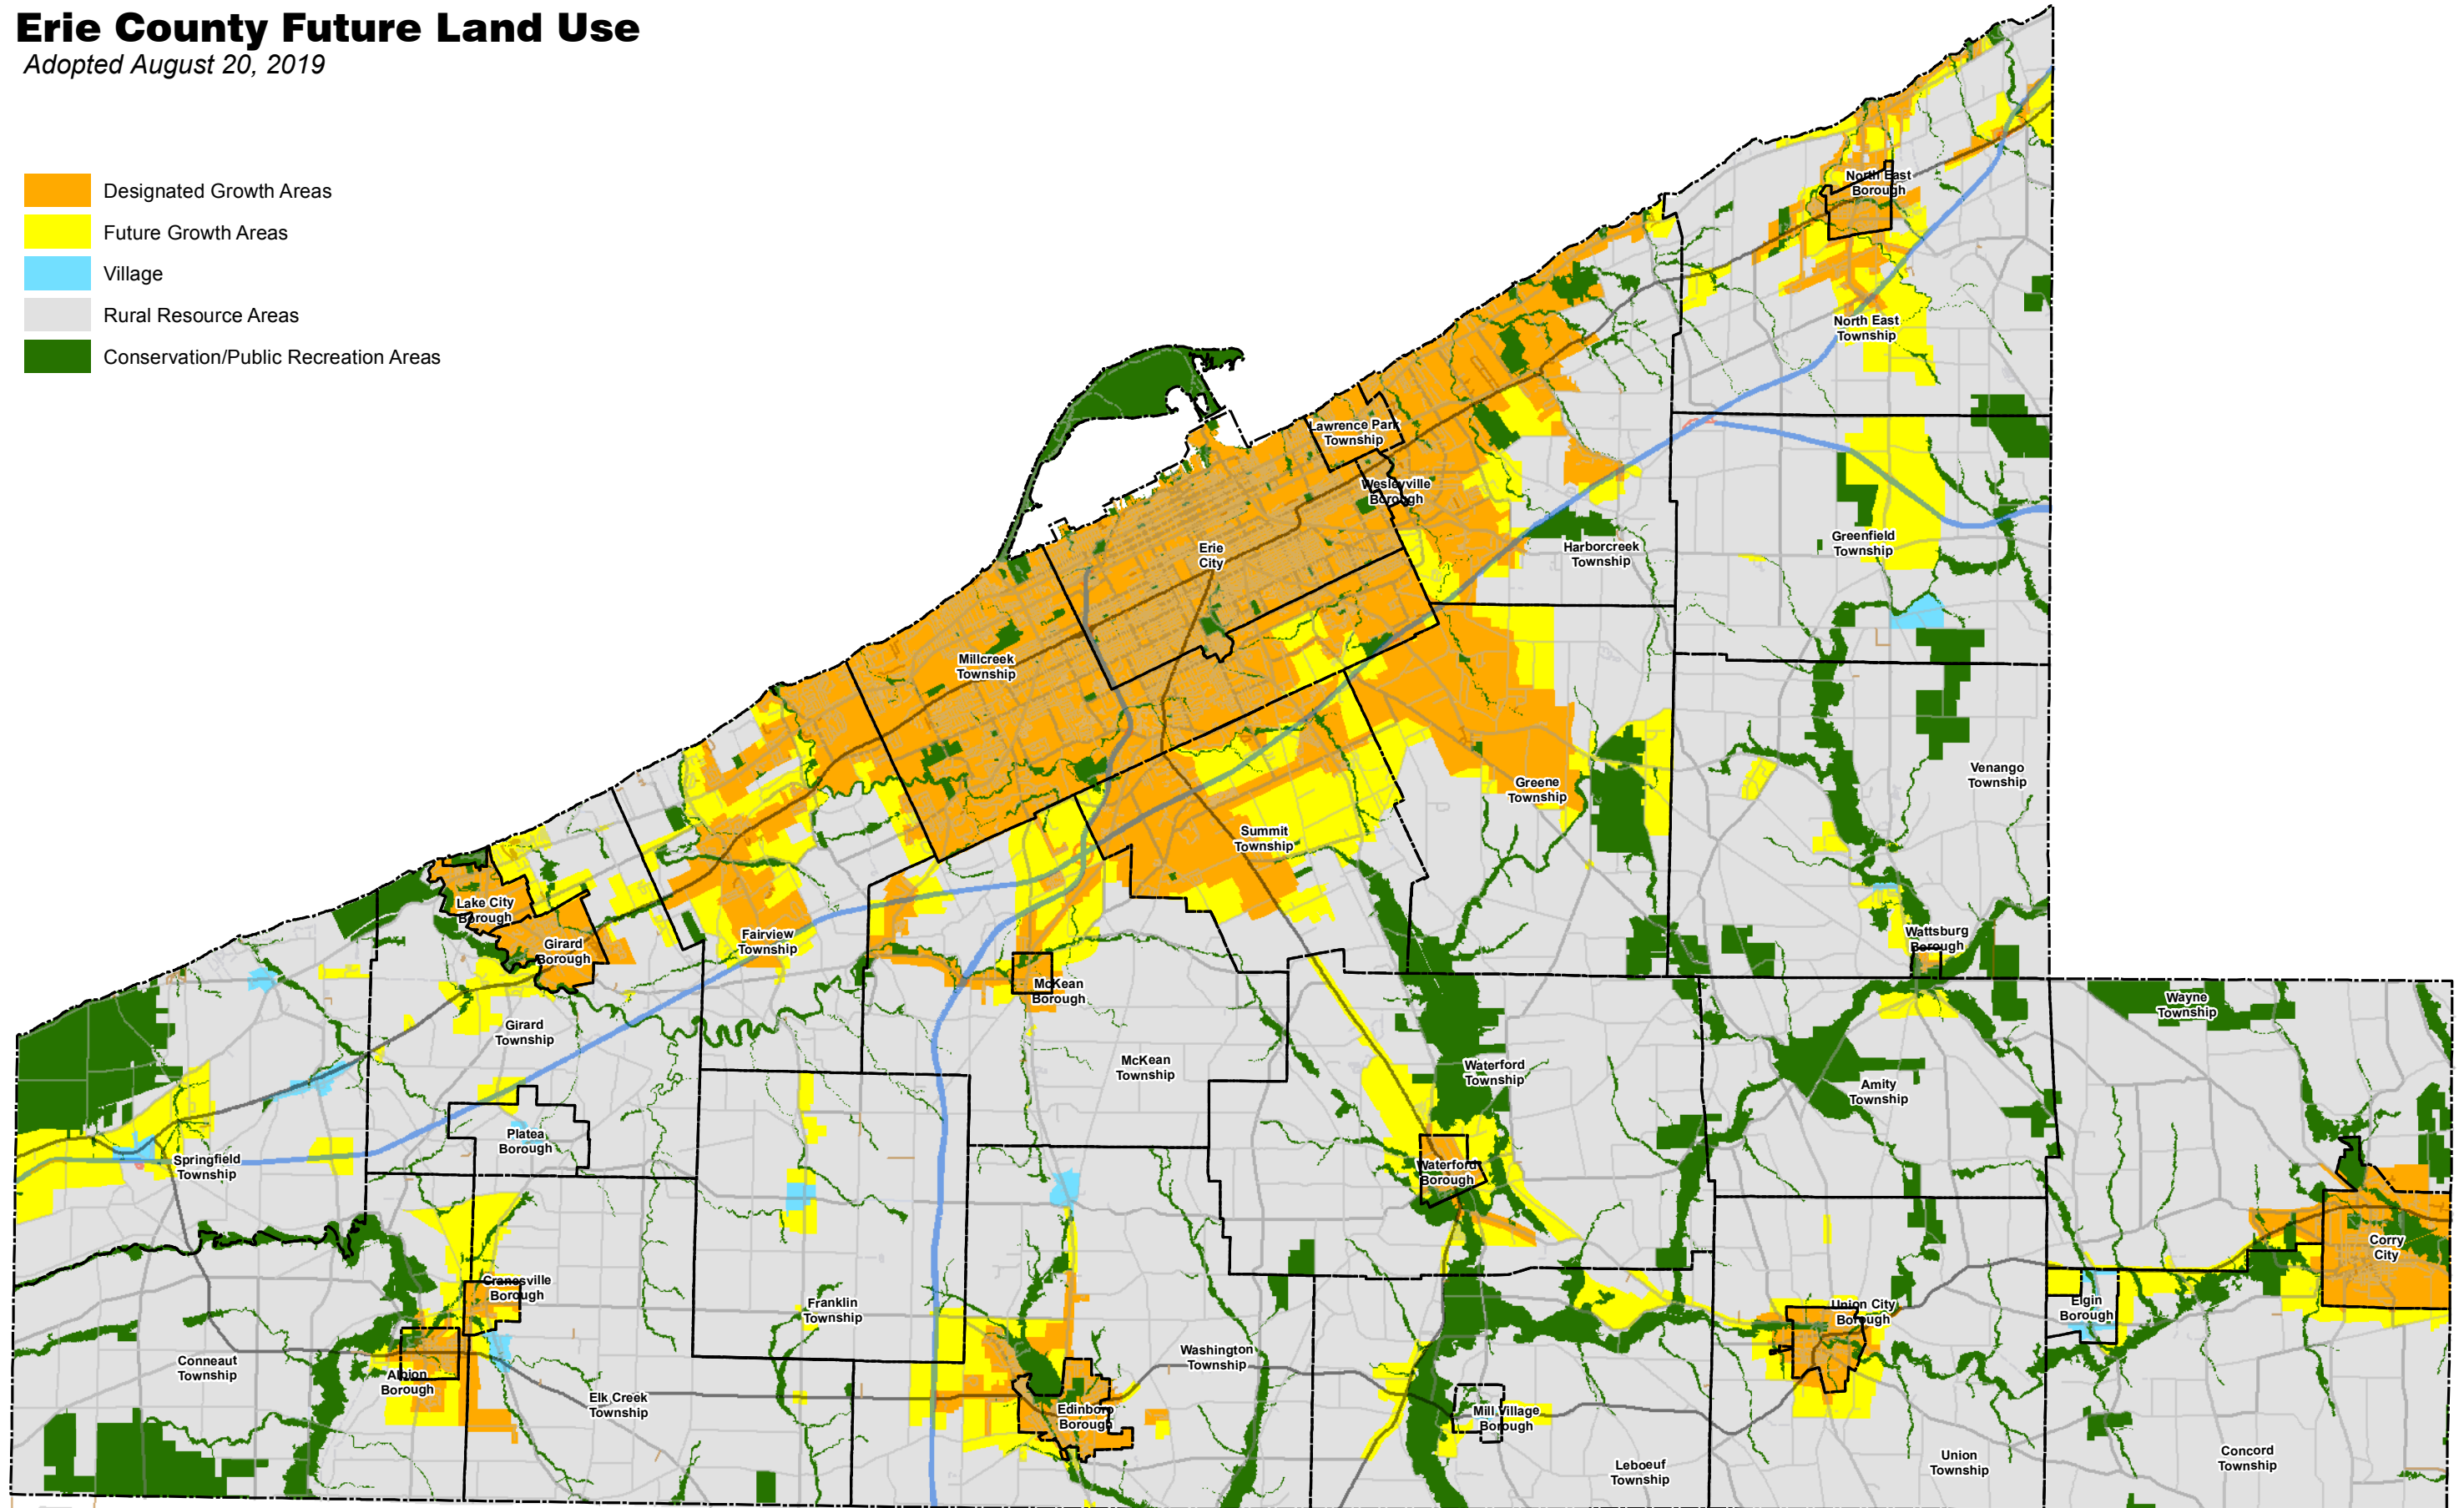 Erie County Future Land Use
Adopted August 20, 2019
Designated Growth Areas
Future Growth Areas
Village
Rural Resource Areas
Conservation/Public Recreation Areas
North East
Borough
North East
Township
Lawrence Park
Township
Wesleyville
Borough
Erie
City
Harborcreek
Township
Greenfield
Township
Millcreek
Township
Venango
Township
Greene
Township
Summit
Township
Lake City
Borough
Girard
Borough
Fairview
Township
Wattsburg
Borough
McKean
Borough
Wayne
Township
Girard
Township
McKean
Township
Waterford
Township
Amity
Township
Platea
Borough
Springfield
Township
Waterford
Borough
Corry
City
Cranesville
Borough
Franklin
Township
Union City
Borough
Elgin
Borough
Conneaut
Township
Albion
Borough
Washington
Township
Elk Creek
Township
Edinboro
Borough
Mill Village
Borough
Leboeuf
Township
Union
Township
Concord
Township